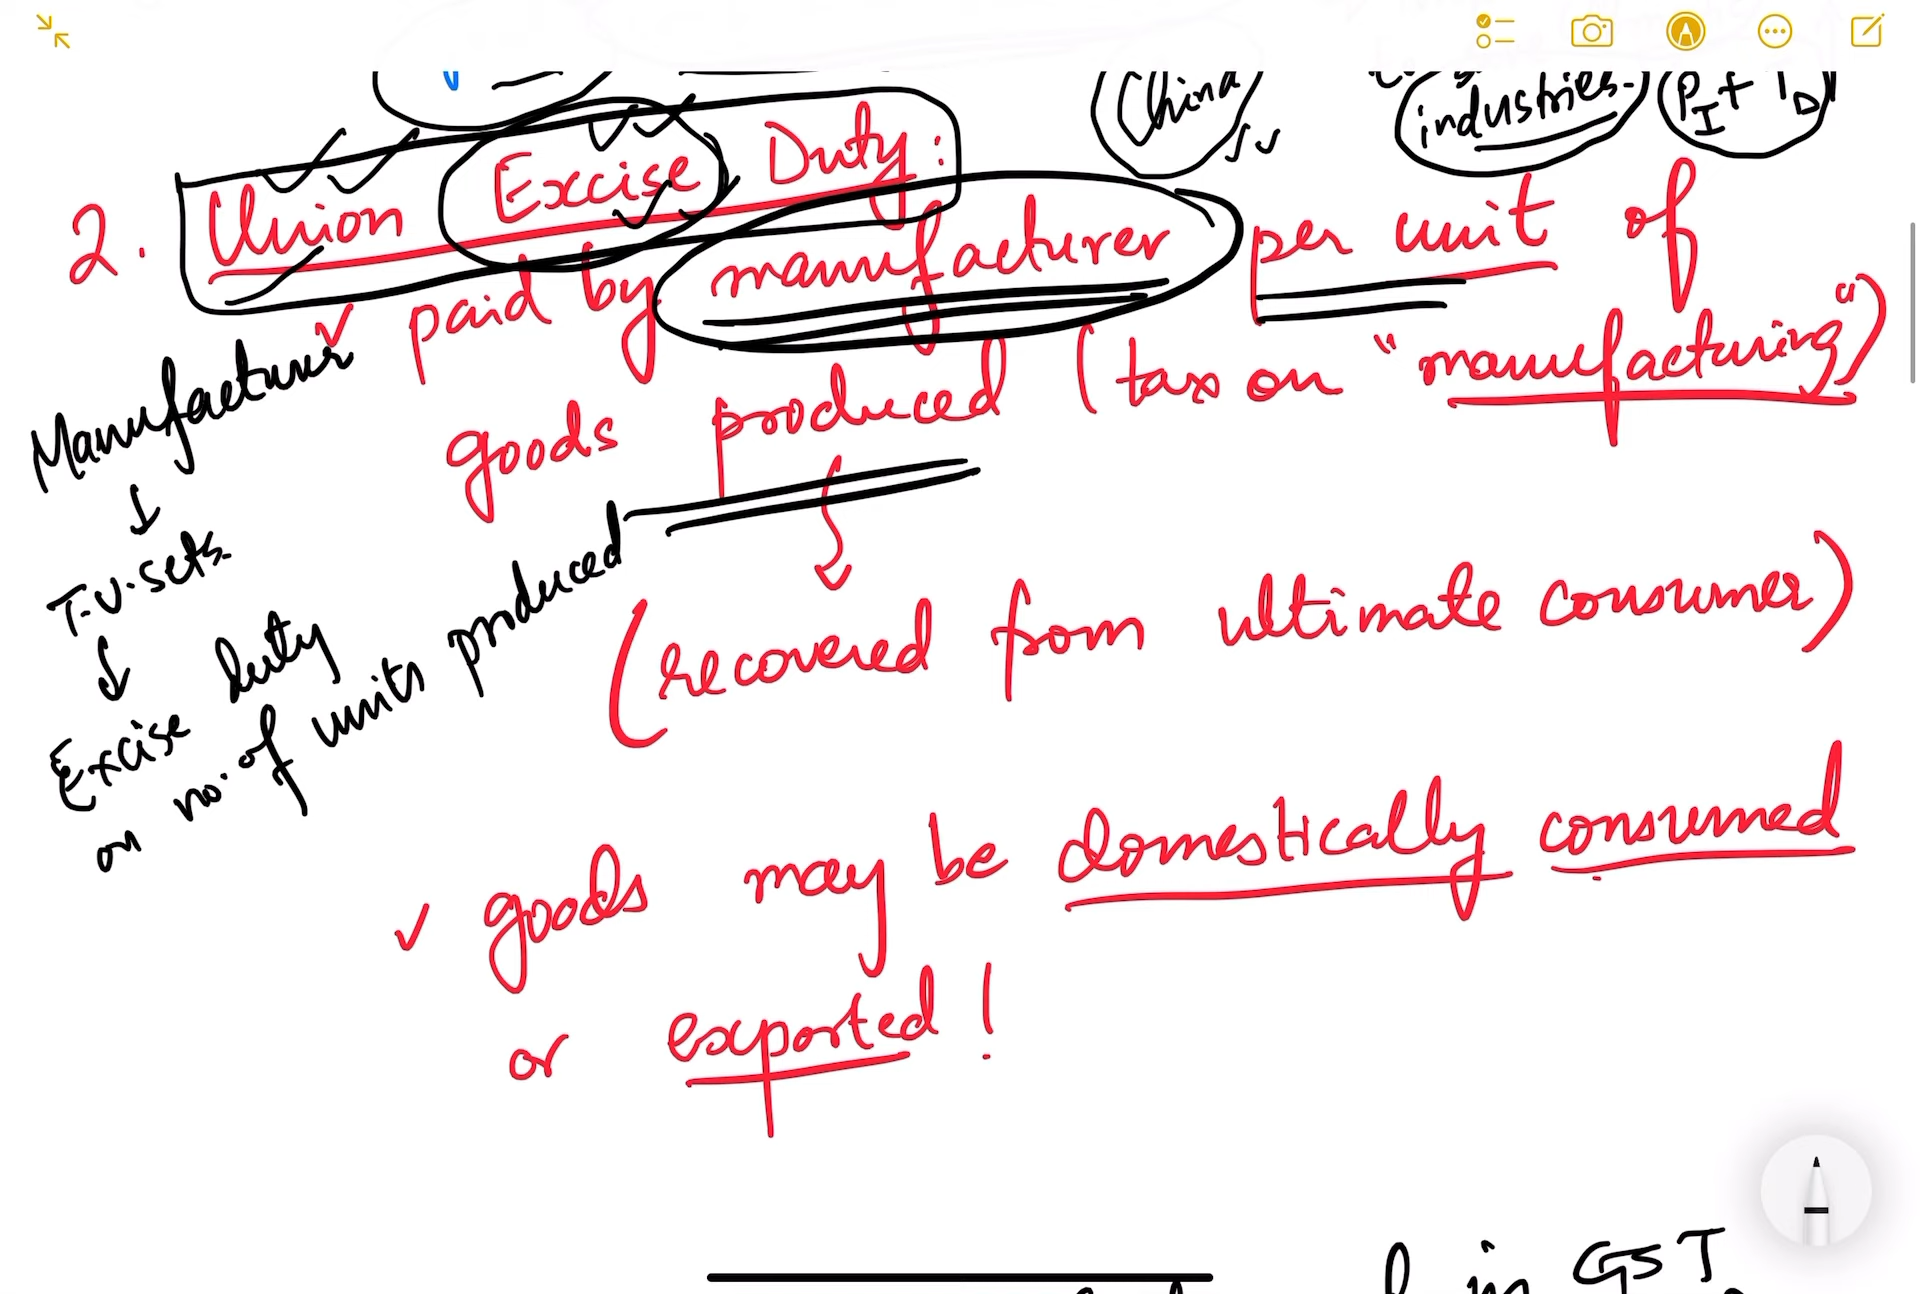 China
industries.
2. Union Excise Duty:
✓ paid by manufacturer per unit of
goods produced (tax on "manufacturing")
(recovered from ultimate consumer)
✓ goods may be domestically consumed
or exported!
Manufacturer
↓
T.V. sets.
↓
Excise duty
on no. of units produced
in GST